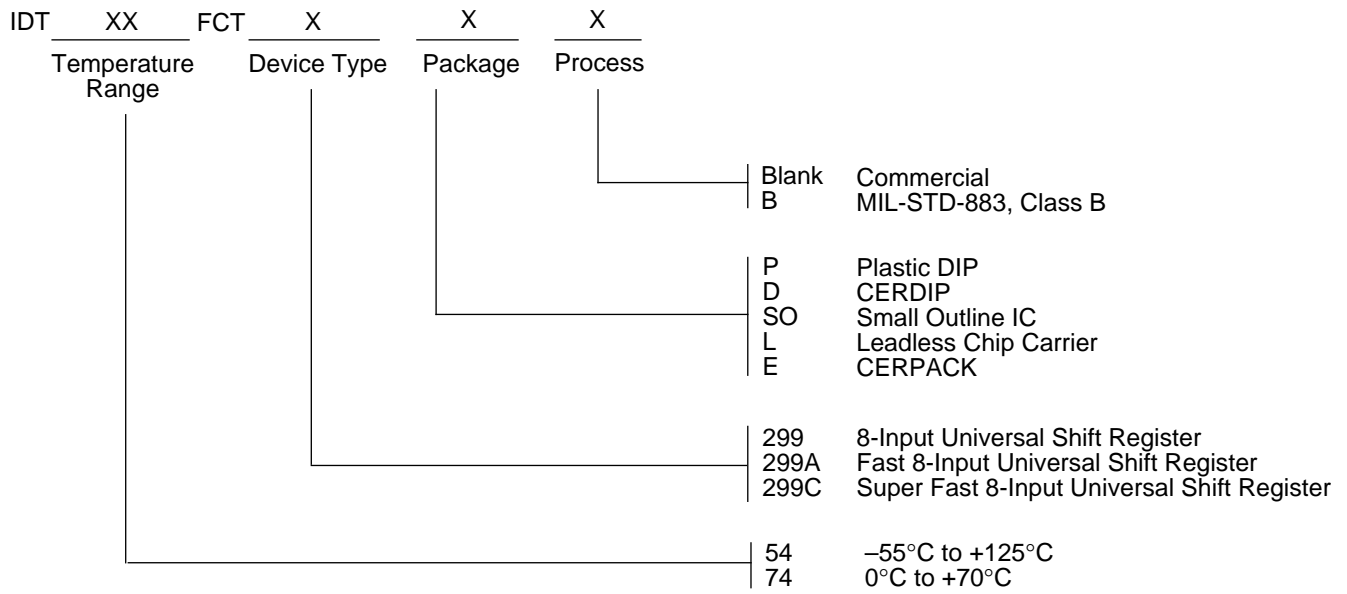 IDT XX FCT X X X
Temperature Range Device Type Package Process
Blank Commercial
B MIL-STD-883, Class B
P Plastic DIP
D CERDIP
SO Small Outline IC
L Leadless Chip Carrier
E CERPACK
299 8-Input Universal Shift Register
299A Fast 8-Input Universal Shift Register
299C Super Fast 8-Input Universal Shift Register
54 –55°C to +125°C
74 0°C to +70°C